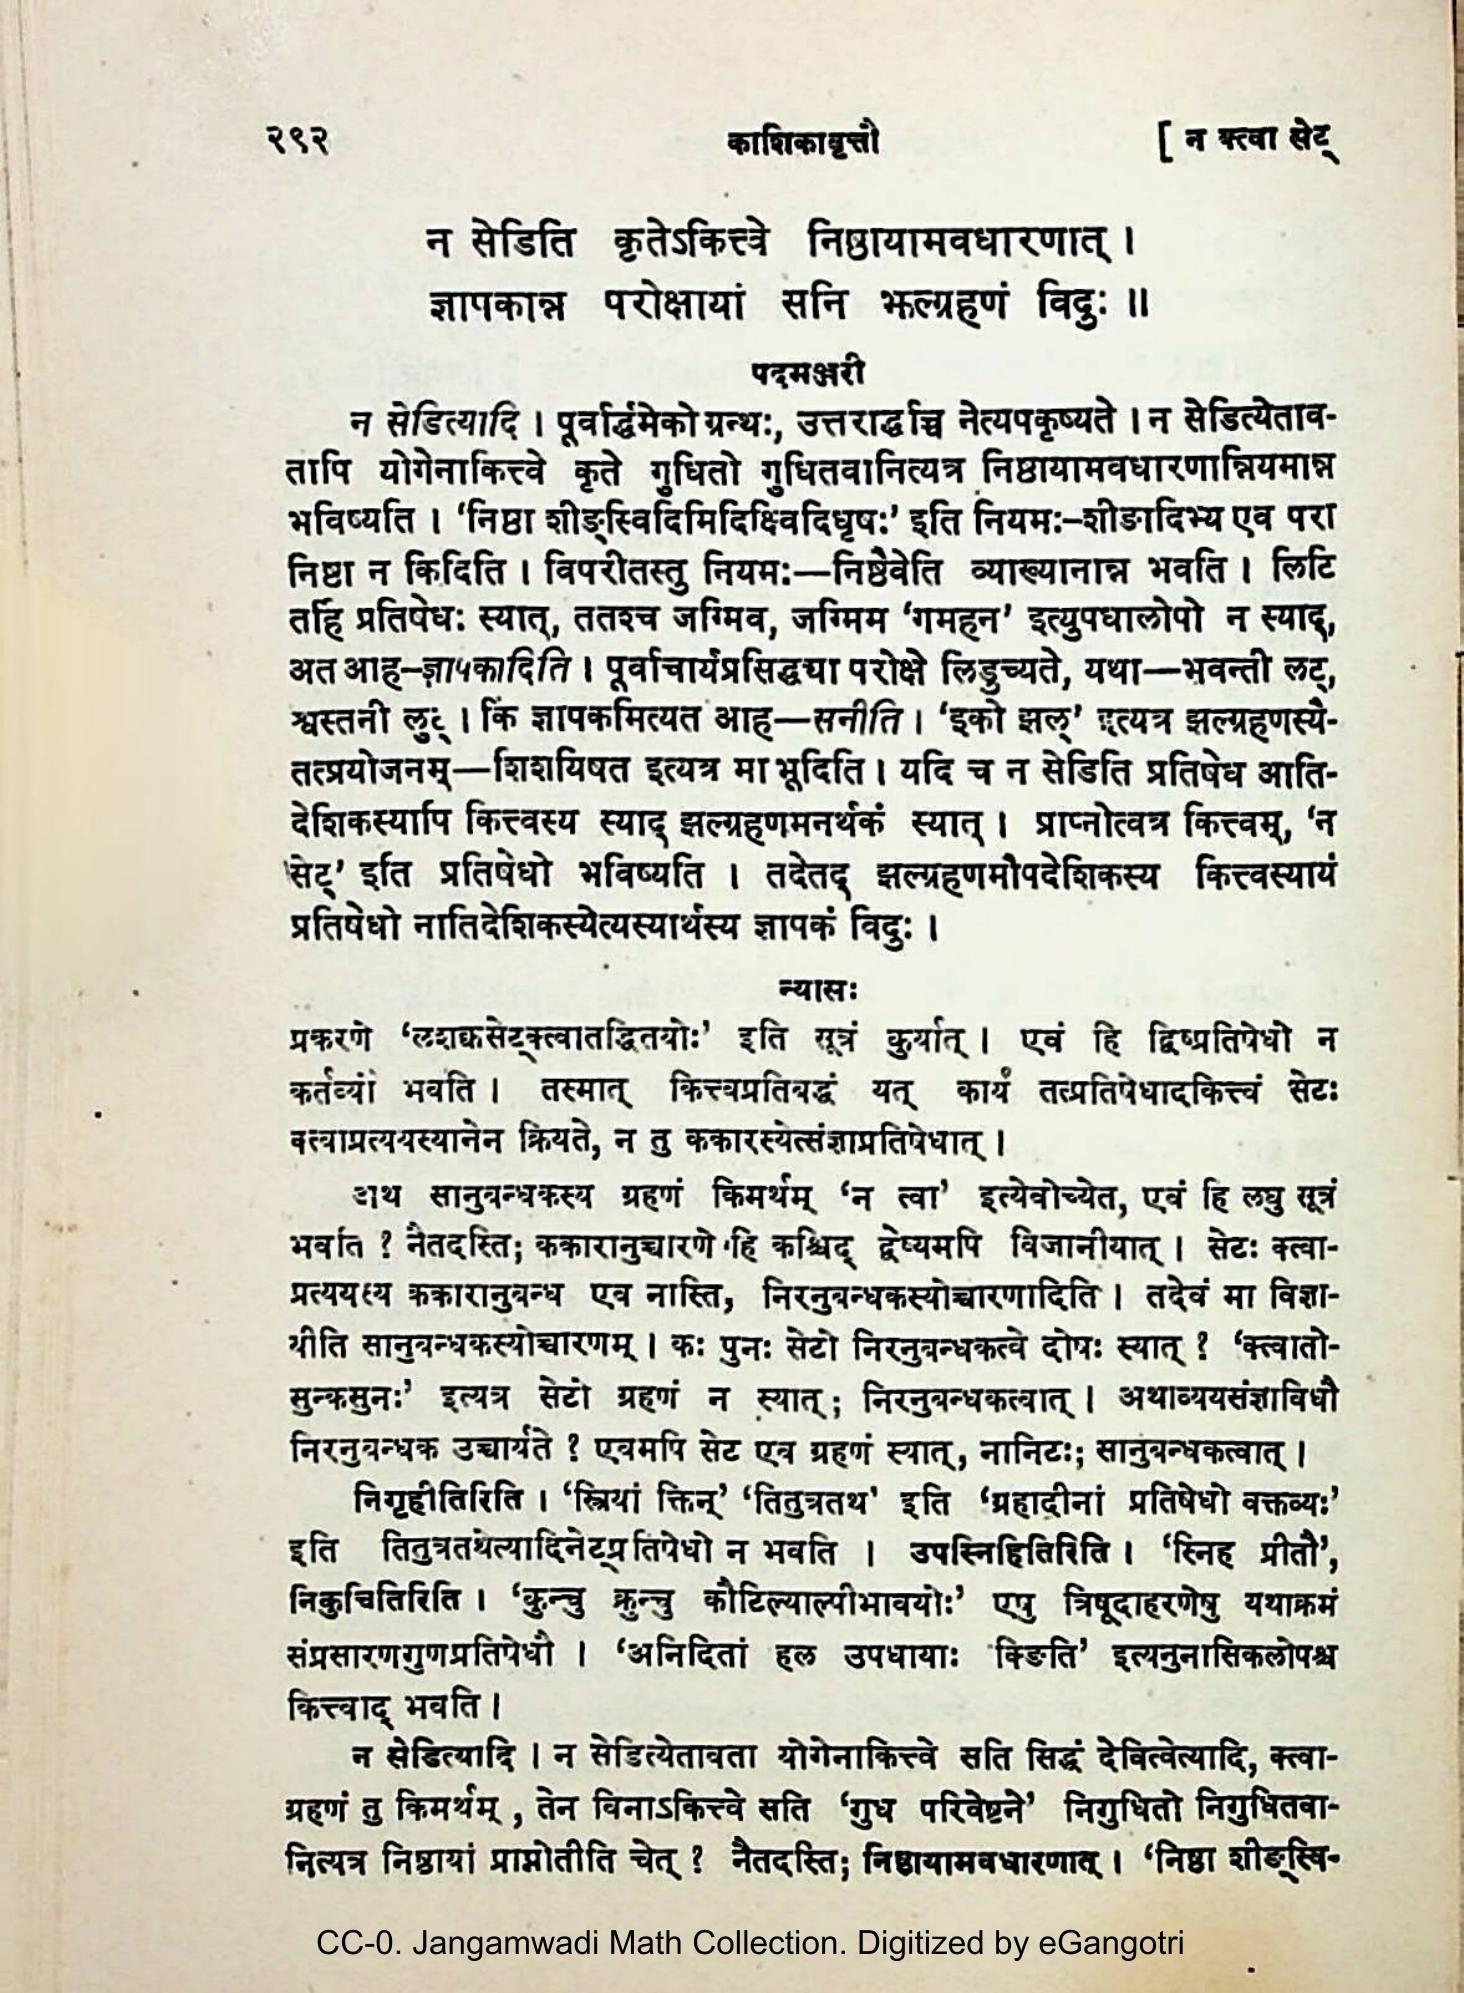 २९२ काशिकावृत्तौ [ न क्त्वा सेट्
न सेडिति कृतेऽकित्त्वे निष्ठायामवधारणात् ।
ज्ञापकान्न परोक्षायां सनि झल्ग्रहणं विदुः ॥
पदमञ्जरी
न सेडित्यादि । पूर्वार्द्धमेको ग्रन्थः, उत्तरार्द्धाच्च नेत्यपकृष्यते । न सेडित्येताव-
तापि योगेनाकित्त्वे कृते गुधितो गुधितवानित्यत्र निष्ठायामवधारणान्नियमान्न
भविष्यति । ‘निष्ठा शीङ्स्विदिमिदिक्ष्विदिधृषः’ इति नियमः–शीङादिभ्य एव परा
निष्ठा न किदिति । विपरीतस्तु नियमः—निष्ठैवेति व्याख्यानान्न भवति । लिटि
तर्हि प्रतिषेधः स्यात्, ततश्च जग्मिव, जग्मिम ‘गमहन’ इत्युपधालोपो न स्याद्,
अत आह–ज्ञापकादिति । पूर्वाचार्यप्रसिद्ध्या परोक्षे लिडुच्यते, यथा—भवन्ती लट्,
श्वस्तनी लुट् । किं ज्ञापकमित्यत आह—सनीति । ‘इको झल्’ इत्यत्र झल्ग्रहणस्यै-
तत्प्रयोजनम्—शिशयिषत इत्यत्र मा भूदिति । यदि च न सेडिति प्रतिषेध आति-
देशिकस्यापि कित्त्वस्य स्याद् झल्ग्रहणमनर्थकं स्यात् । प्राप्नोत्वत्र कित्त्वम्, ‘न
सेट्’ इति प्रतिषेधो भविष्यति । तदेतद् झल्ग्रहणमौपदेशिकस्य कित्त्वस्यायं
प्रतिषेधो नातिदेशिकस्येत्यस्यार्थस्य ज्ञापकं विदुः ।
न्यासः
प्रकरणे ‘लशक्वसेट्क्त्वातद्धितयोः’ इति सूत्रं कुर्यात् । एवं हि द्विष्प्रतिषेधो न
कर्तव्यो भवति । तस्मात् कित्त्वप्रतिबद्धं यत् कार्यं तत्प्रतिषेधादकित्त्वं सेटः
क्त्वाप्रत्ययस्यानेन क्रियते, न तु ककारस्येत्संज्ञाप्रतिषेधात् ।
अथ सानुबन्धकस्य ग्रहणं किमर्थम् ‘न त्वा’ इत्येवोच्येत, एवं हि लघु सूत्रं
भवति ? नैतदस्ति; ककारानुच्चारणे हि कश्चिद् द्वेष्यमपि विजानीयात् । सेटः क्त्वा-
प्रत्ययस्य ककारानुबन्ध एव नास्ति, निरनुबन्धकस्योच्चारणादिति । तदेवं मा विज्ञा-
यीति सानुबन्धकस्योच्चारणम् । कः पुनः सेटो निरनुबन्धकत्वे दोषः स्यात् ? ‘क्त्वातो-
सुन्कसुनः’ इत्यत्र सेटो ग्रहणं न स्यात् ; निरनुबन्धकत्वात् । अथाव्ययसंज्ञाविधौ
निरनुबन्धक उच्चार्यते ? एवमपि सेट एव ग्रहणं स्यात्, नानिटः; सानुबन्धकत्वात् ।
निगृहीतिरिति । ‘स्त्रियां क्तिन्’ ‘तितुत्रतथ’ इति ‘ग्रहादीनां प्रतिषेधो वक्तव्यः’
इति तितुत्रतथेत्यादिनेट्प्रतिषेधो न भवति । उपस्निहितिरिति । ‘स्निह प्रीतौ’,
निकुचितिरिति । ‘कुन्चु क्रुन्चु कौटिल्याल्पीभावयोः’ एषु त्रिषूदाहरणेषु यथाक्रमं
संप्रसारणगुणप्रतिषेधौ । ‘अनिदितां हल उपधायाः क्ङिति’ इत्यनुनासिकलोपश्च
कित्त्वाद् भवति ।
न सेडित्यादि । न सेडित्येतावता योगेनाकित्त्वे सति सिद्धं देवित्वेत्यादि, क्त्वा-
ग्रहणं तु किमर्थम् , तेन विनाऽकित्त्वे सति ‘गुध परिवेष्टने’ निगुधितो निगुधितवा-
नित्यत्र निष्ठायां प्राप्नोतीति चेत् ? नैतदस्ति; निष्ठायामवधारणात् । ‘निष्ठा शीङ्स्वि-
CC-0. Jangamwadi Math Collection. Digitized by eGangotri